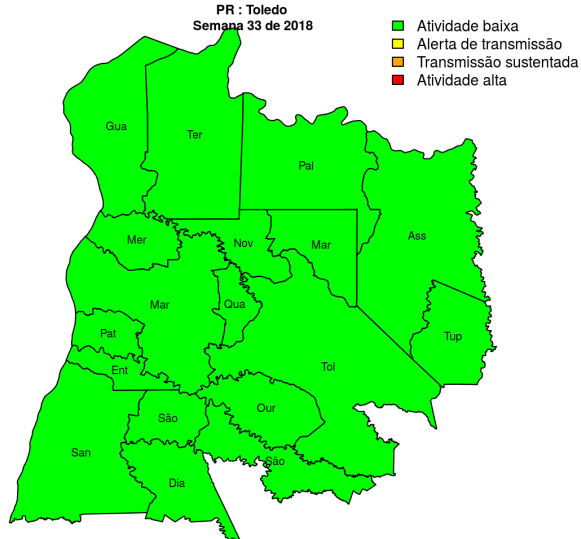 PR : Toledo
Semana 33 de 2018
Atividade baixa
Alerta de transmissão
Transmissão sustentada
Atividade alta
Gua
Ter
Pal
Mer
Nov
Mar
Ass
Mar
Qua
Pat
Tup
Ent
Tol
São
Our
San
São
Dia